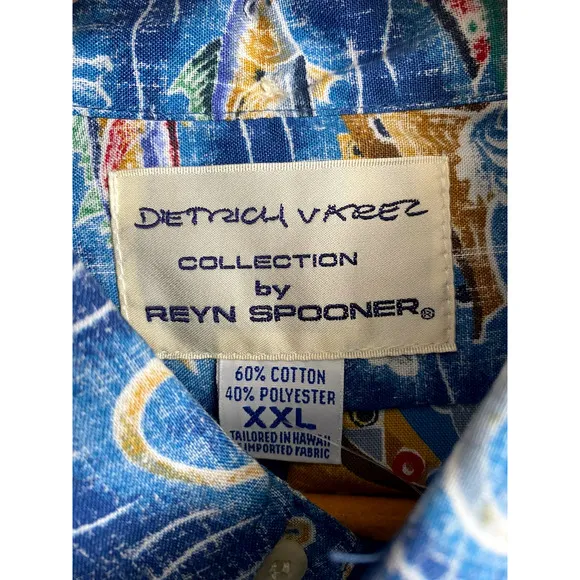 DIETRICH VAREZ
COLLECTION
by
REYN SPOONER®
60% COTTON
40% POLYESTER
XXL
TAILORED IN HAWAII
IMPORTED FABRIC